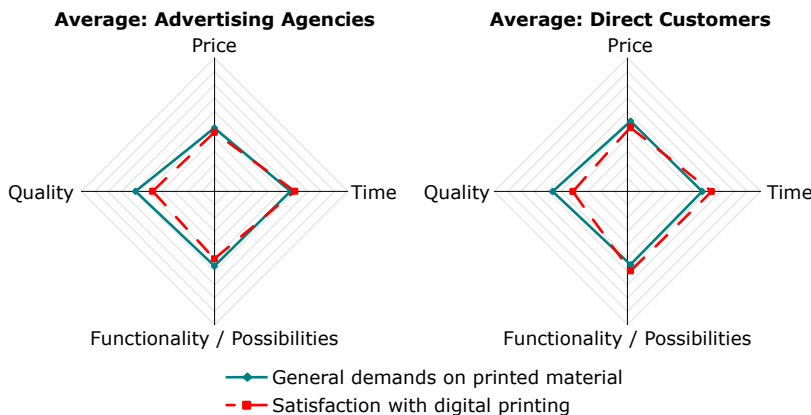 Average: Advertising Agencies
Price
Quality
Time
Functionality / Possibilities
Average: Direct Customers
Price
Quality
Time
Functionality / Possibilities
General demands on printed material
Satisfaction with digital printing